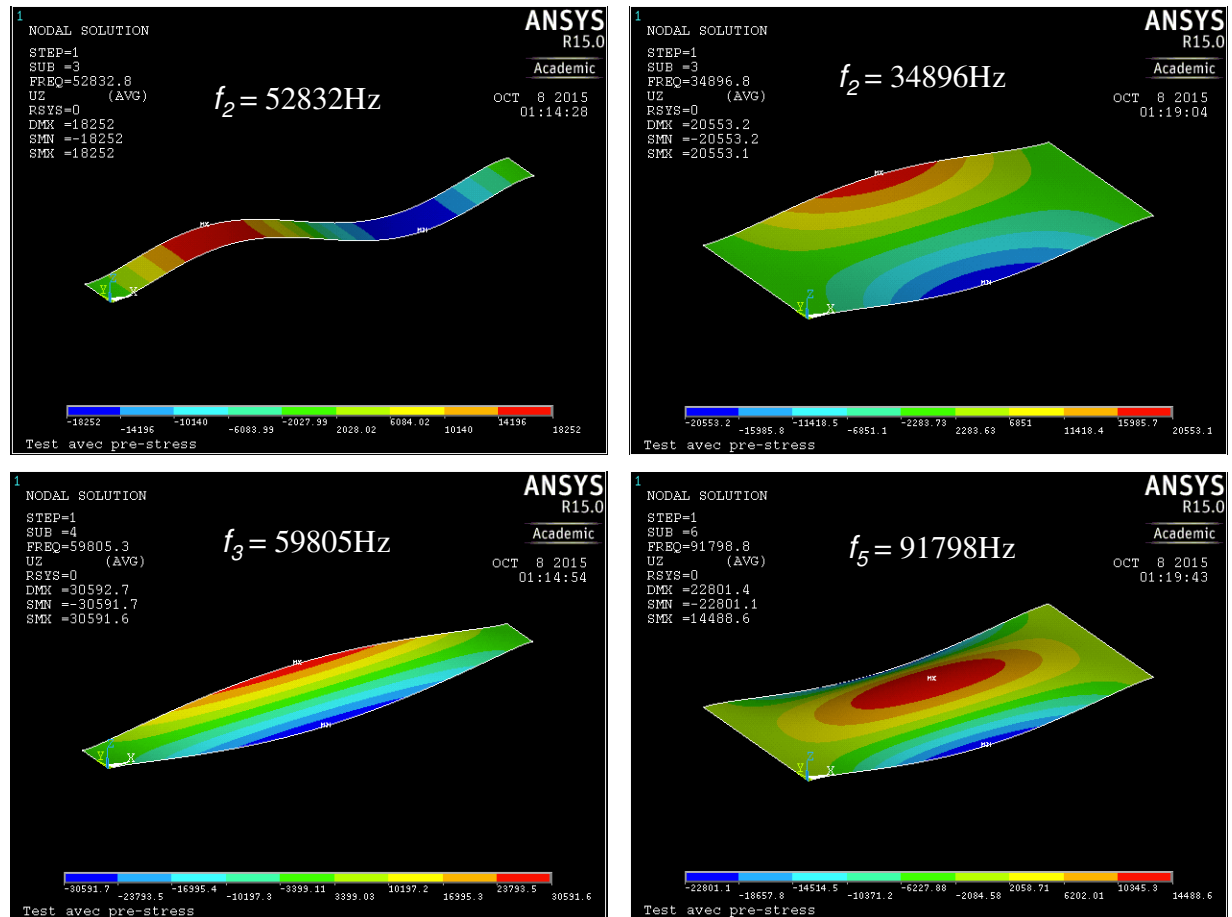 1
NODAL SOLUTION
STEP=1
SUB =3
FREQ=52832.8
UZ (AVG)
RSYS=0
DMX =18252
SMN =-18252
SMX =18252
f2 = 52832Hz
ANSYS
R15.0
Academic
OCT 8 2015
01:14:28
MX
MN
Z
Y
X
-18252 -14196 -10140 -6083.99 -2027.99 2028.02 6084.02 10140 14196 18252
Test avec pre-stress
1
NODAL SOLUTION
STEP=1
SUB =3
FREQ=34896.8
UZ (AVG)
RSYS=0
DMX =20553.2
SMN =-20553.2
SMX =20553.1
f2 = 34896Hz
ANSYS
R15.0
Academic
OCT 8 2015
01:19:04
MX
MN
Z
Y
X
-20553.2 -15985.8 -11418.5 -6851.1 -2283.73 2283.63 6851 11418.4 15985.7 20553.1
Test avec pre-stress
1
NODAL SOLUTION
STEP=1
SUB =4
FREQ=59805.3
UZ (AVG)
RSYS=0
DMX =30592.7
SMN =-30591.7
SMX =30591.6
f3 = 59805Hz
ANSYS
R15.0
Academic
OCT 8 2015
01:14:54
MX
MN
Z
Y
X
-30591.7 -23793.5 -16995.4 -10197.3 -3399.11 3399.03 10197.2 16995.3 23793.5 30591.6
Test avec pre-stress
1
NODAL SOLUTION
STEP=1
SUB =6
FREQ=91798.8
UZ (AVG)
RSYS=0
DMX =22801.4
SMN =-22801.1
SMX =14488.6
f5 = 91798Hz
ANSYS
R15.0
Academic
OCT 8 2015
01:19:43
MX
MN
Z
Y
X
-22801.1 -18657.8 -14514.5 -10371.2 -6227.88 -2084.58 2058.71 6202.01 10345.3 14488.6
Test avec pre-stress